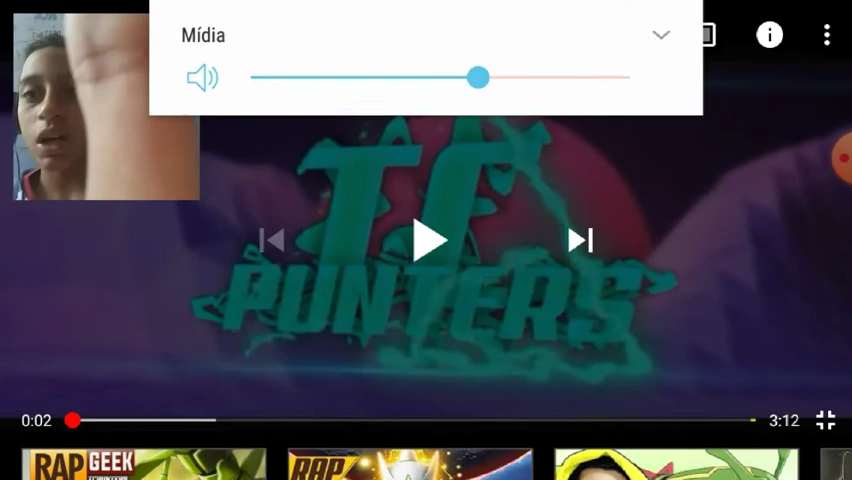 Mídia
T.G
PUNTERS
0:02
3:12
RAP GEEK
RAP